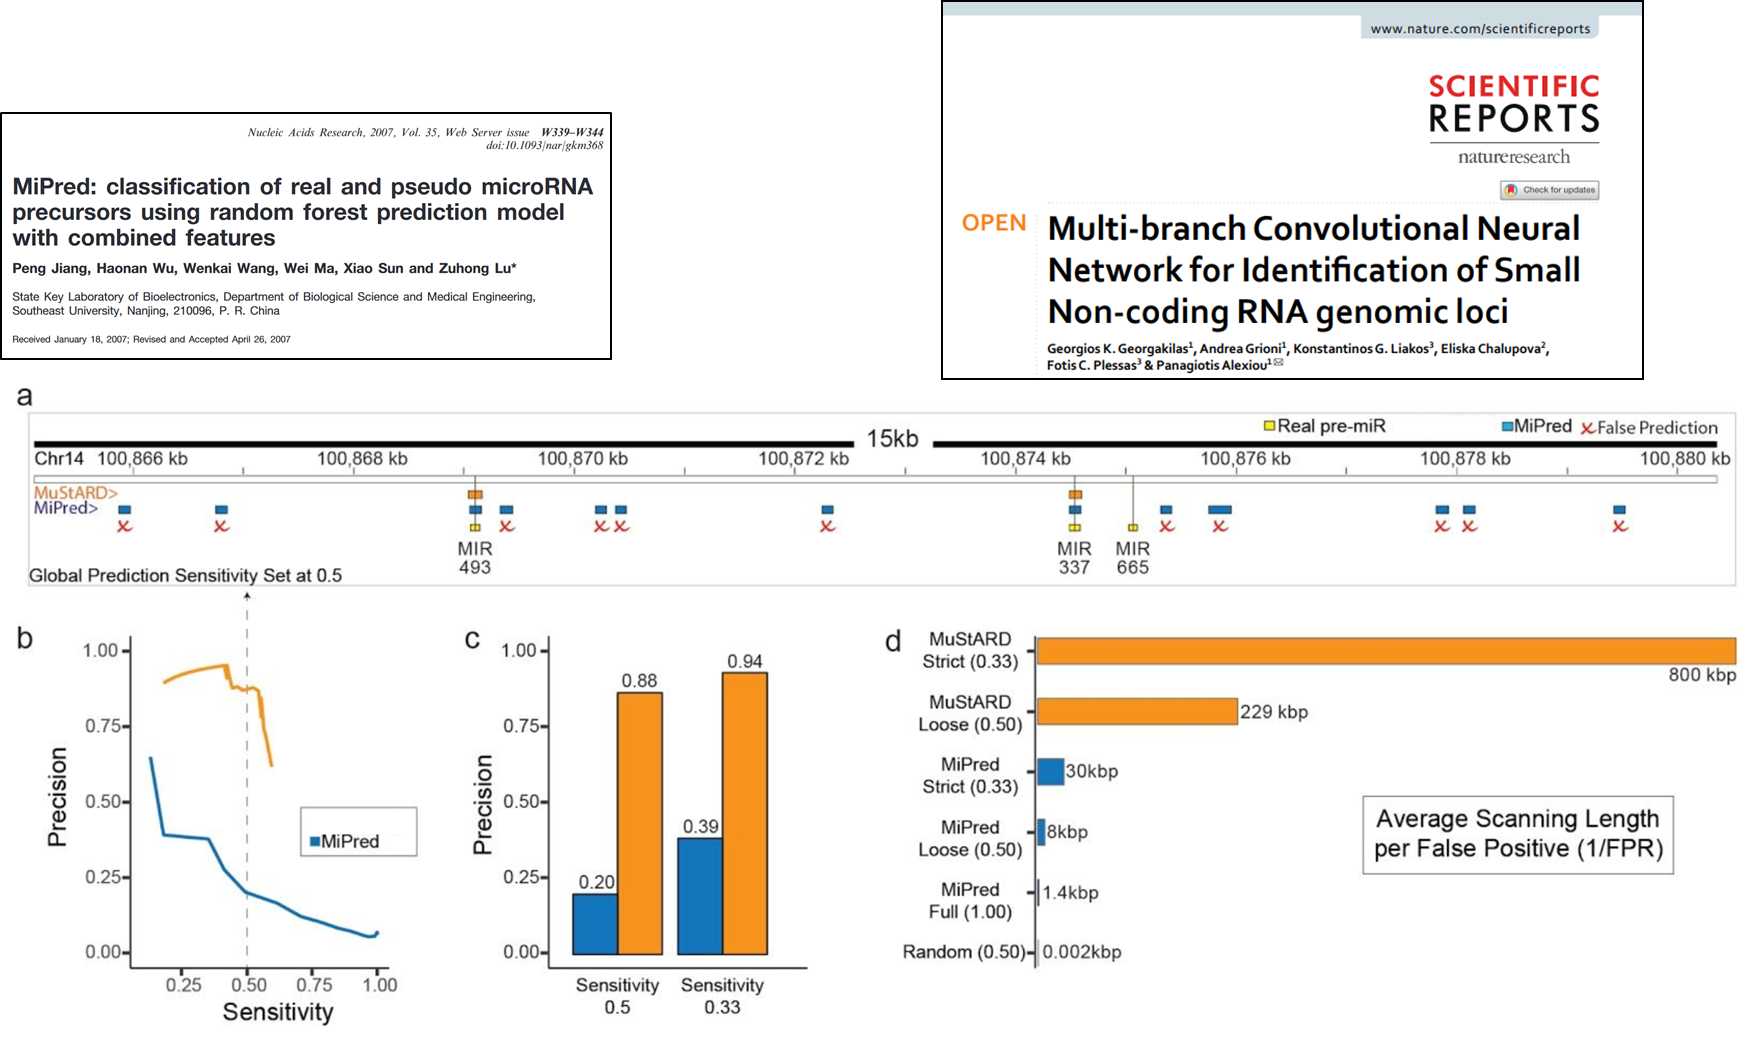 Nucleic Acids Research, 2007, Vol. 35, Web Server issue W339–W344
doi:10.1093/nar/gkm368
MiPred: classification of real and pseudo microRNA
precursors using random forest prediction model
with combined features
Peng Jiang, Haonan Wu, Wenkai Wang, Wei Ma, Xiao Sun and Zuhong Lu*
State Key Laboratory of Bioelectronics, Department of Biological Science and Medical Engineering,
Southeast University, Nanjing, 210096, P. R. China
Received January 18, 2007; Revised and Accepted April 26, 2007
www.nature.com/scientificreports
SCIENTIFIC
REPORTS
natureresearch
Check for updates
OPEN
Multi-branch Convolutional Neural
Network for Identification of Small
Non-coding RNA genomic loci
Georgios K. Georgakilas1, Andrea Grioni1, Konstantinos G. Liakos3, Eliska Chalupova2,
Fotis C. Plessas3 & Panagiotis Alexiou1
a
Real pre-miR MiPred False Prediction
15kb
Chr14 100,866 kb 100,868 kb 100,870 kb 100,872 kb 100,874 kb 100,876 kb 100,878 kb 100,880 kb
MuStARD>
MiPred>
MIR
493
MIR
337
MIR
665
Global Prediction Sensitivity Set at 0.5
b
Precision
1.00
0.75
0.50
0.25
0.00
MiPred
0.25 0.50 0.75 1.00
Sensitivity
c
Precision
1.00
0.75
0.50
0.25
0.00
0.20
0.88
0.39
0.94
Sensitivity
0.5
Sensitivity
0.33
d
MuStARD
Strict (0.33)
800 kbp
MuStARD
Loose (0.50)
229 kbp
MiPred
Strict (0.33)
30kbp
MiPred
Loose (0.50)
8kbp
MiPred
Full (1.00)
1.4kbp
Random (0.50)
0.002kbp
Average Scanning Length
per False Positive (1/FPR)